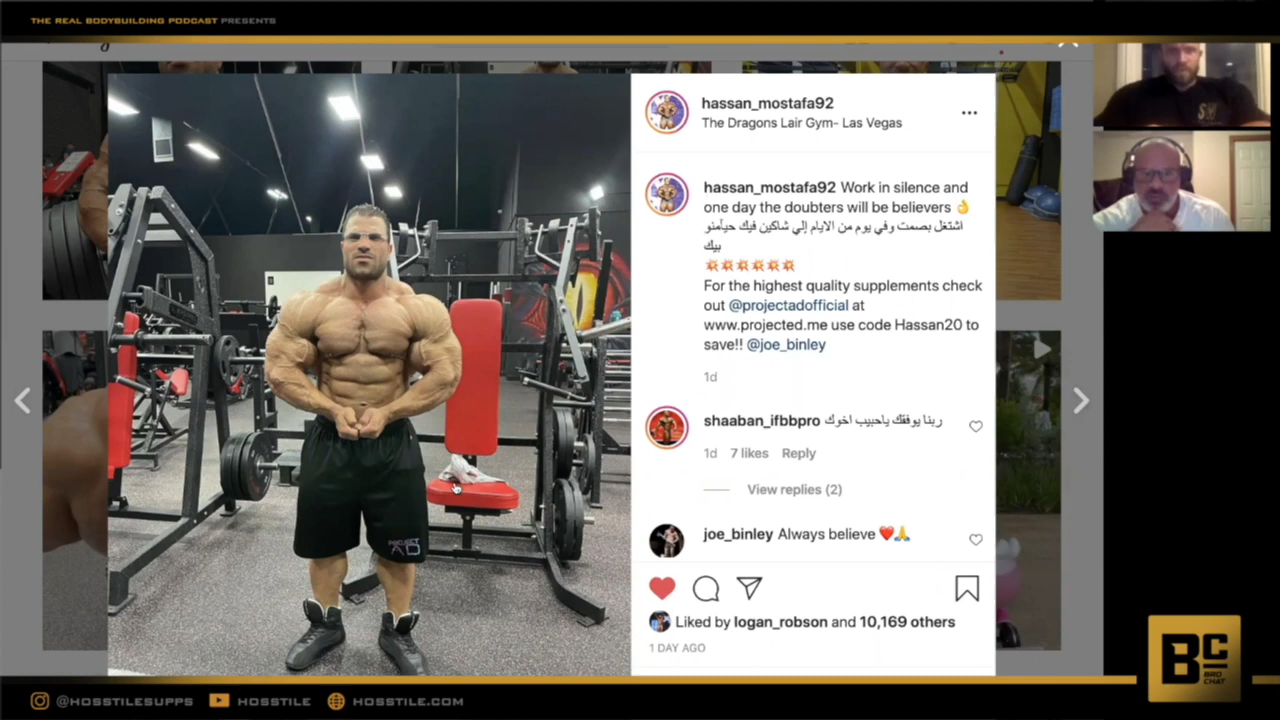 THE REAL BODYBUILDING PODCAST PRESENTS
hassan_mostafa92
The Dragons Lair Gym- Las Vegas
hassan_mostafa92 Work in silence and
one day the doubters will be believers 👌
اشتغل بصمت وفي يوم من الايام إلي شاكين فيك حيأمنو
بيك
💥💥💥💥💥💥
For the highest quality supplements check
out @projectadofficial at
www.projected.me use code Hassan20 to
save!! @joe_binley
1d
shaaban_ifbbpro ربنا يوفقك ياحبيب اخوك
1d 7 likes Reply
View replies (2)
joe_binley Always believe ❤️🙏
Liked by logan_robson and 10,169 others
1 DAY AGO
PROJECT
AD
BC
BRO
CHAT
@HOSSTILESUPPS HOSSTILE HOSSTILE.COM